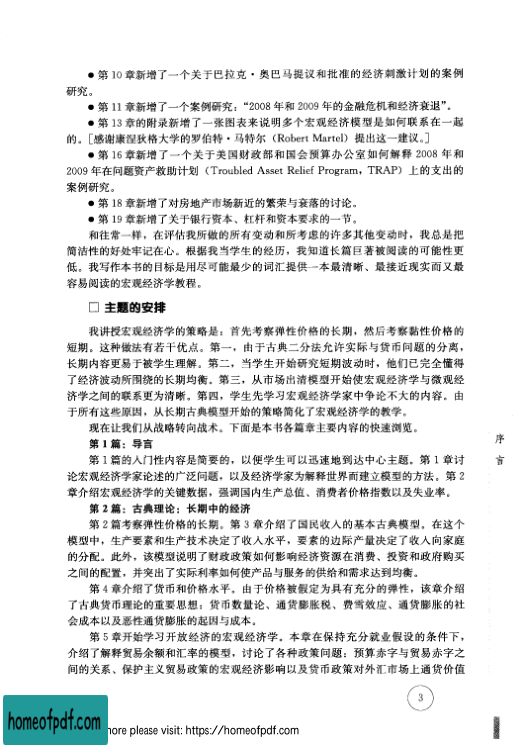 ●第 10 章新增了一个关于巴拉克·奥巴马提议和批准的经济刺激计划的案例
研究。
●第 11 章新增了一个案例研究：“2008 年和 2009 年的金融危机和经济衰退”。
●第 13 章的附录新增了一张图表来说明多个宏观经济模型是如何联系在一起
的。[感谢康涅狄格大学的罗伯特·马特尔（Robert Martel）提出这一建议。]
●第 16 章新增了一个关于美国财政部和国会预算办公室如何解释 2008 年和
2009 年在问题资产救助计划（Troubled Asset Relief Program，TRAP）上的支出的
案例研究。
●第 18 章新增了对房地产市场新近的繁荣与衰落的讨论。
●第 19 章新增了关于银行资本、杠杆和资本要求的一节。
和往常一样，在评估我所做的所有变动和所考虑的许多其他变动时，我总是把
简洁性的好处牢记在心。根据我当学生的经历，我知道长篇巨著被阅读的可能性更
低。我写作本书的目标是用尽可能最少的词汇提供一本最清晰、最接近现实而又最
容易阅读的宏观经济学教程。
□ 主题的安排
我讲授宏观经济学的策略是：首先考察弹性价格的长期，然后考察黏性价格的
短期。这种做法有若干优点。第一，由于古典二分法允许实际与货币问题的分离，
长期内容更易于被学生理解。第二，当学生开始研究短期波动时，他们已完全懂得
了经济波动所围绕的长期均衡。第三，从市场出清模型开始使宏观经济学与微观经
济学之间的联系更为清晰。第四，学生先学习宏观经济学家中争论不大的内容。由
于所有这些原因，从长期古典模型开始的策略简化了宏观经济学的教学。
现在让我们从战略转向战术。下面是本书各篇章主要内容的快速浏览。
第 1 篇：导言
第 1 篇的入门性内容是简要的，以便学生可以迅速地到达中心主题。第 1 章讨
论宏观经济学家论述的广泛问题，以及经济学家为解释世界而建立模型的方法。第 2
章介绍宏观经济学的关键数据，强调国内生产总值、消费者价格指数以及失业率。
第 2 篇：古典理论：长期中的经济
第 2 篇考察弹性价格的长期。第 3 章介绍了国民收入的基本古典模型。在这个
模型中，生产要素和生产技术决定了收入水平，要素的边际产量决定了收入向家庭
的分配。此外，该模型说明了财政政策如何影响经济资源在消费、投资和政府购买
之间的配置，并突出了实际利率如何使产品与服务的供给和需求达到均衡。
第 4 章介绍了货币和价格水平。由于价格被假定为具有充分的弹性，该章介绍
了古典货币理论的重要思想：货币数量论、通货膨胀税、费雪效应、通货膨胀的社
会成本以及恶性通货膨胀的起因与成本。
第 5 章开始学习开放经济的宏观经济学。本章在保持充分就业假设的条件下，
介绍了解释贸易余额和汇率的模型，讨论了各种政策问题：预算赤字与贸易赤字之
间的关系、保护主义贸易政策的宏观经济影响以及货币政策对外汇市场上通货价值
序
言
3
homeofpdf.com
more please visit: https://homeofpdf.com